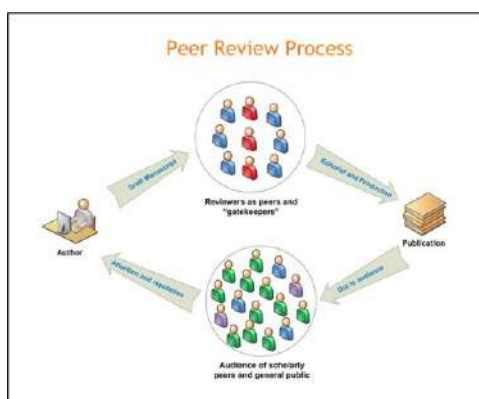 Peer Review Process
Draft Manuscript
Reviewers as peers and
"gatekeepers"
Editorial and Production
Author
Publication
Attention and reputation
Out to audience
Audience of scholarly
peers and general public